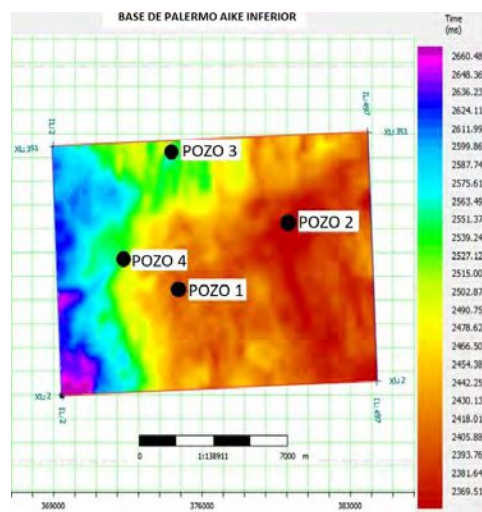 BASE DE PALERMO AIKE INFERIOR
Time
(ms)
2660.48
2648.36
2636.23
2624.11
2611.99
2599.86
2587.74
2575.61
2563.49
2551.37
2539.24
2527.12
2515.00
2502.87
2490.75
2478.62
2466.50
2454.38
2442.25
2430.13
2418.01
2405.88
2393.76
2381.64
2369.51
IL:2
IL:497
XL:351
XL:351
POZO 3
POZO 2
POZO 4
POZO 1
XL:2
XL:2
IL:2
IL:497
0
1:138911
7000 m
369000
376000
383000